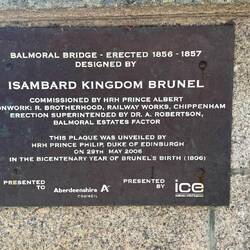 BALMORAL BRIDGE - ERECTED 1856 - 1857
DESIGNED BY
ISAMBARD KINGDOM BRUNEL
COMMISSIONED BY HRH PRINCE ALBERT
IRONWORK: R. BROTHERHOOD, RAILWAY WORKS, CHIPPENHAM
ERECTION SUPERINTENDED BY DR. A. ROBERTSON,
BALMORAL ESTATES FACTOR
THIS PLAQUE WAS UNVEILED BY
HRH PRINCE PHILIP, DUKE OF EDINBURGH
ON 29TH MAY 2006
IN THE BICENTENARY YEAR OF BRUNEL'S BIRTH (1806)
PRESENTED TO
Aberdeenshire
COUNCIL
PRESENTED BY
ice